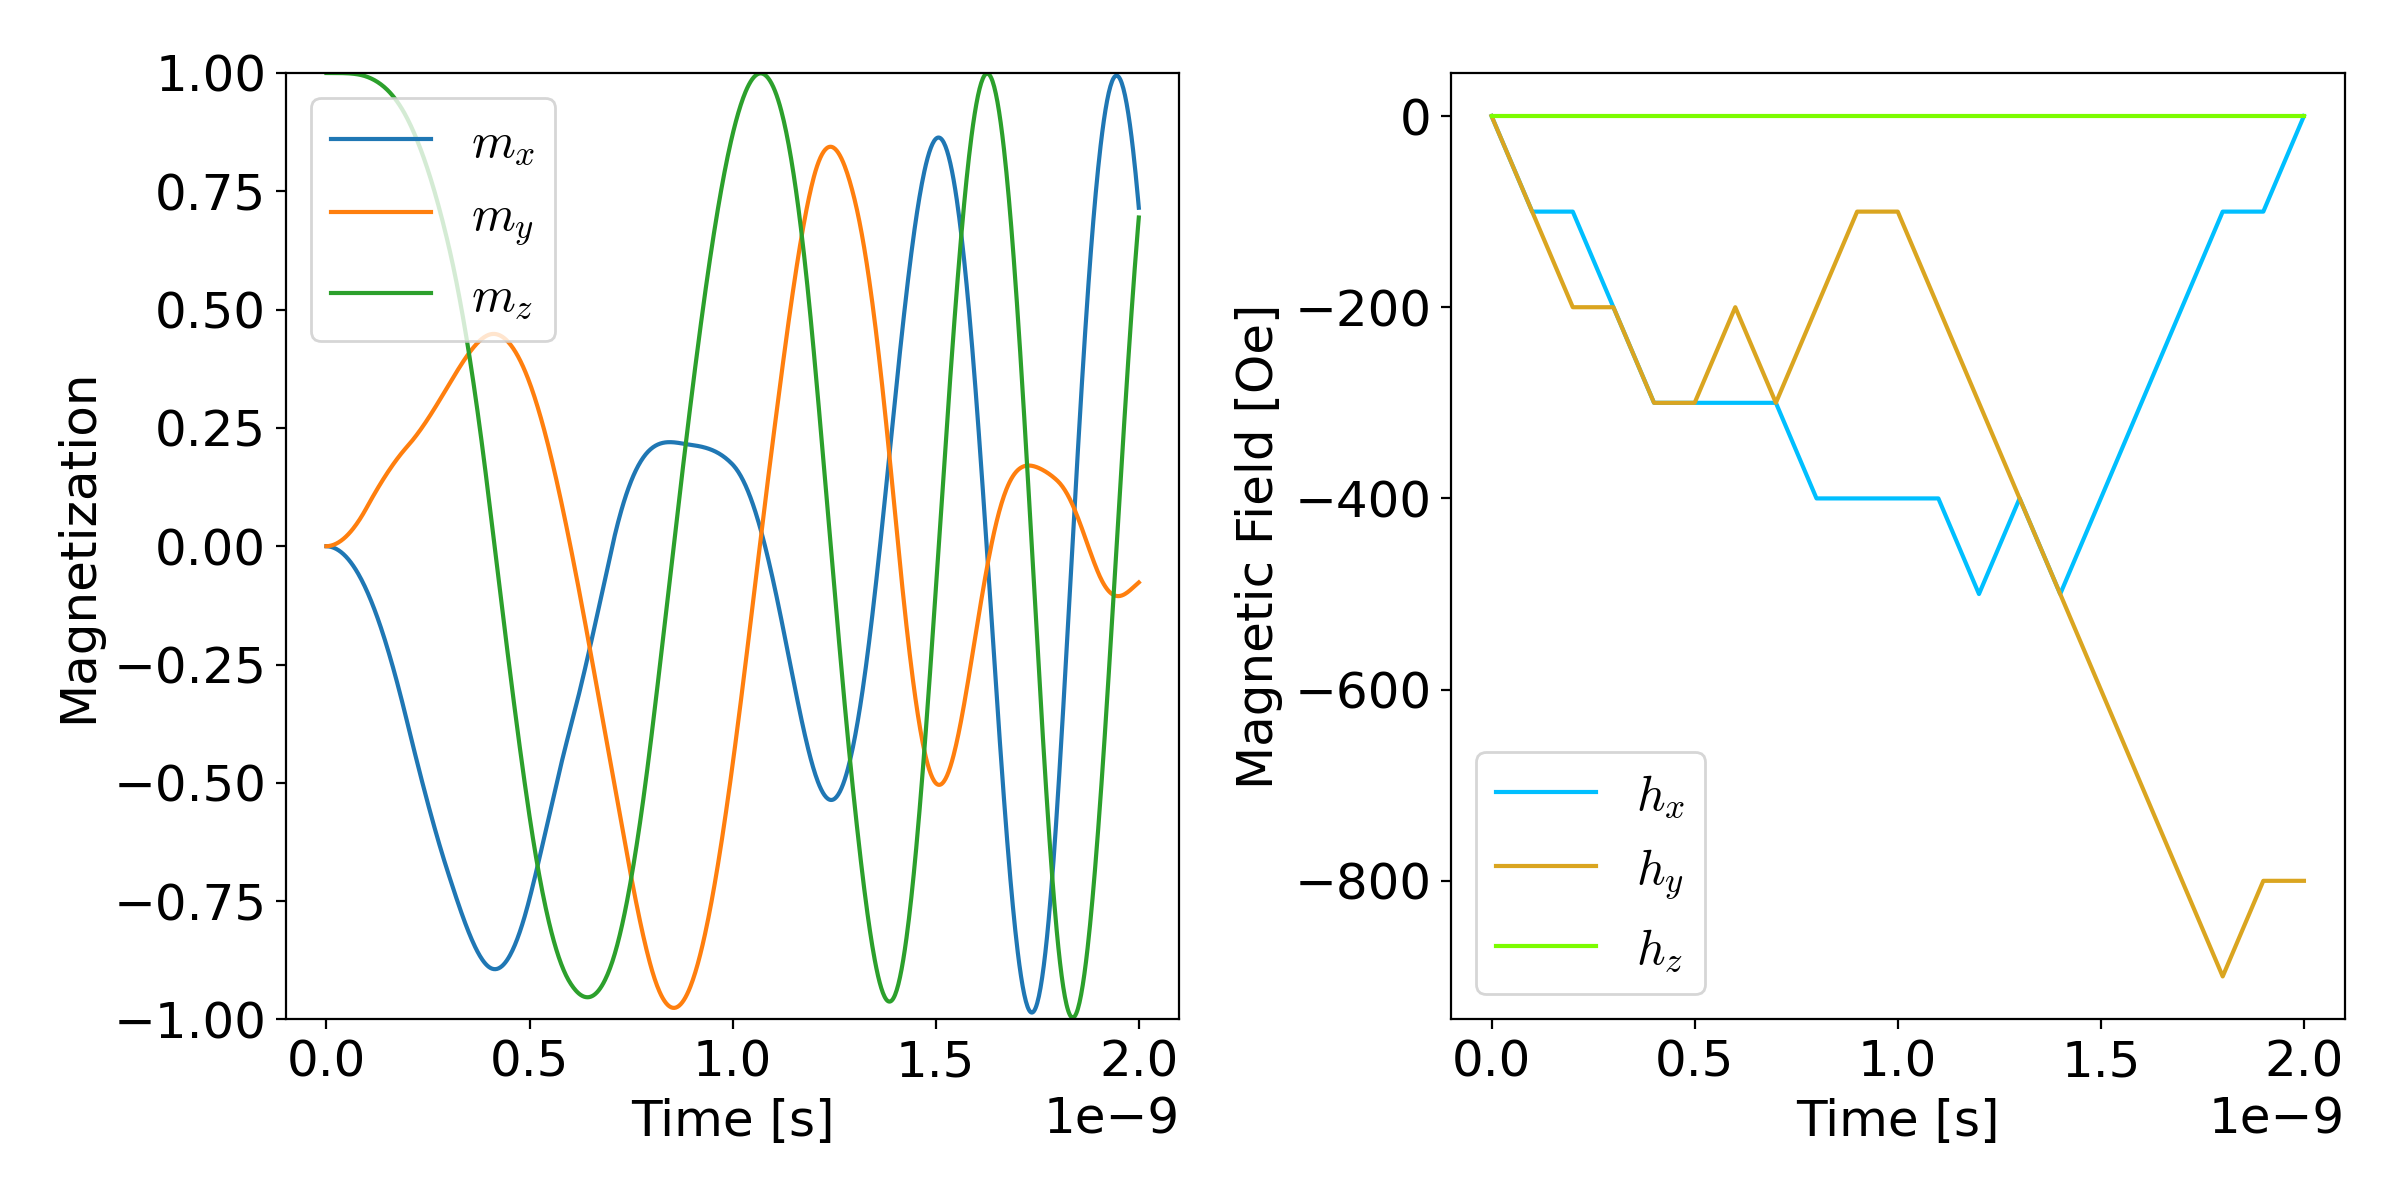 Magnetization
1.00
0.75
0.50
0.25
0.00
−0.25
−0.50
−0.75
−1.00
m_x
m_y
m_z
0.0 0.5 1.0 1.5 2.0
Time [s]
1e−9
Magnetic Field [Oe]
0
−200
−400
−600
−800
h_x
h_y
h_z
0.0 0.5 1.0 1.5 2.0
Time [s]
1e−9